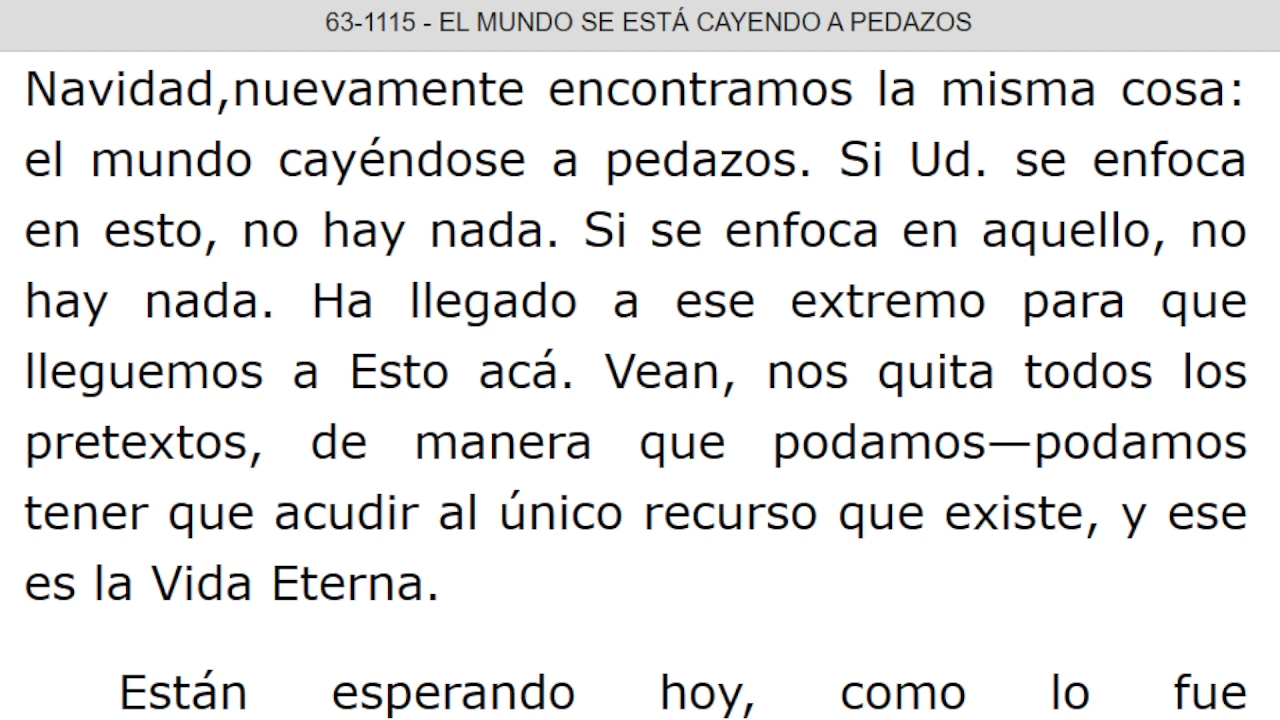 63-1115 - EL MUNDO SE ESTÁ CAYENDO A PEDAZOS
Navidad,nuevamente encontramos la misma cosa:
el mundo cayéndose a pedazos. Si Ud. se enfoca
en esto, no hay nada. Si se enfoca en aquello, no
hay nada. Ha llegado a ese extremo para que
lleguemos a Esto acá. Vean, nos quita todos los
pretextos, de manera que podamos—podamos
tener que acudir al único recurso que existe, y ese
es la Vida Eterna.
Están esperando hoy, como lo fue